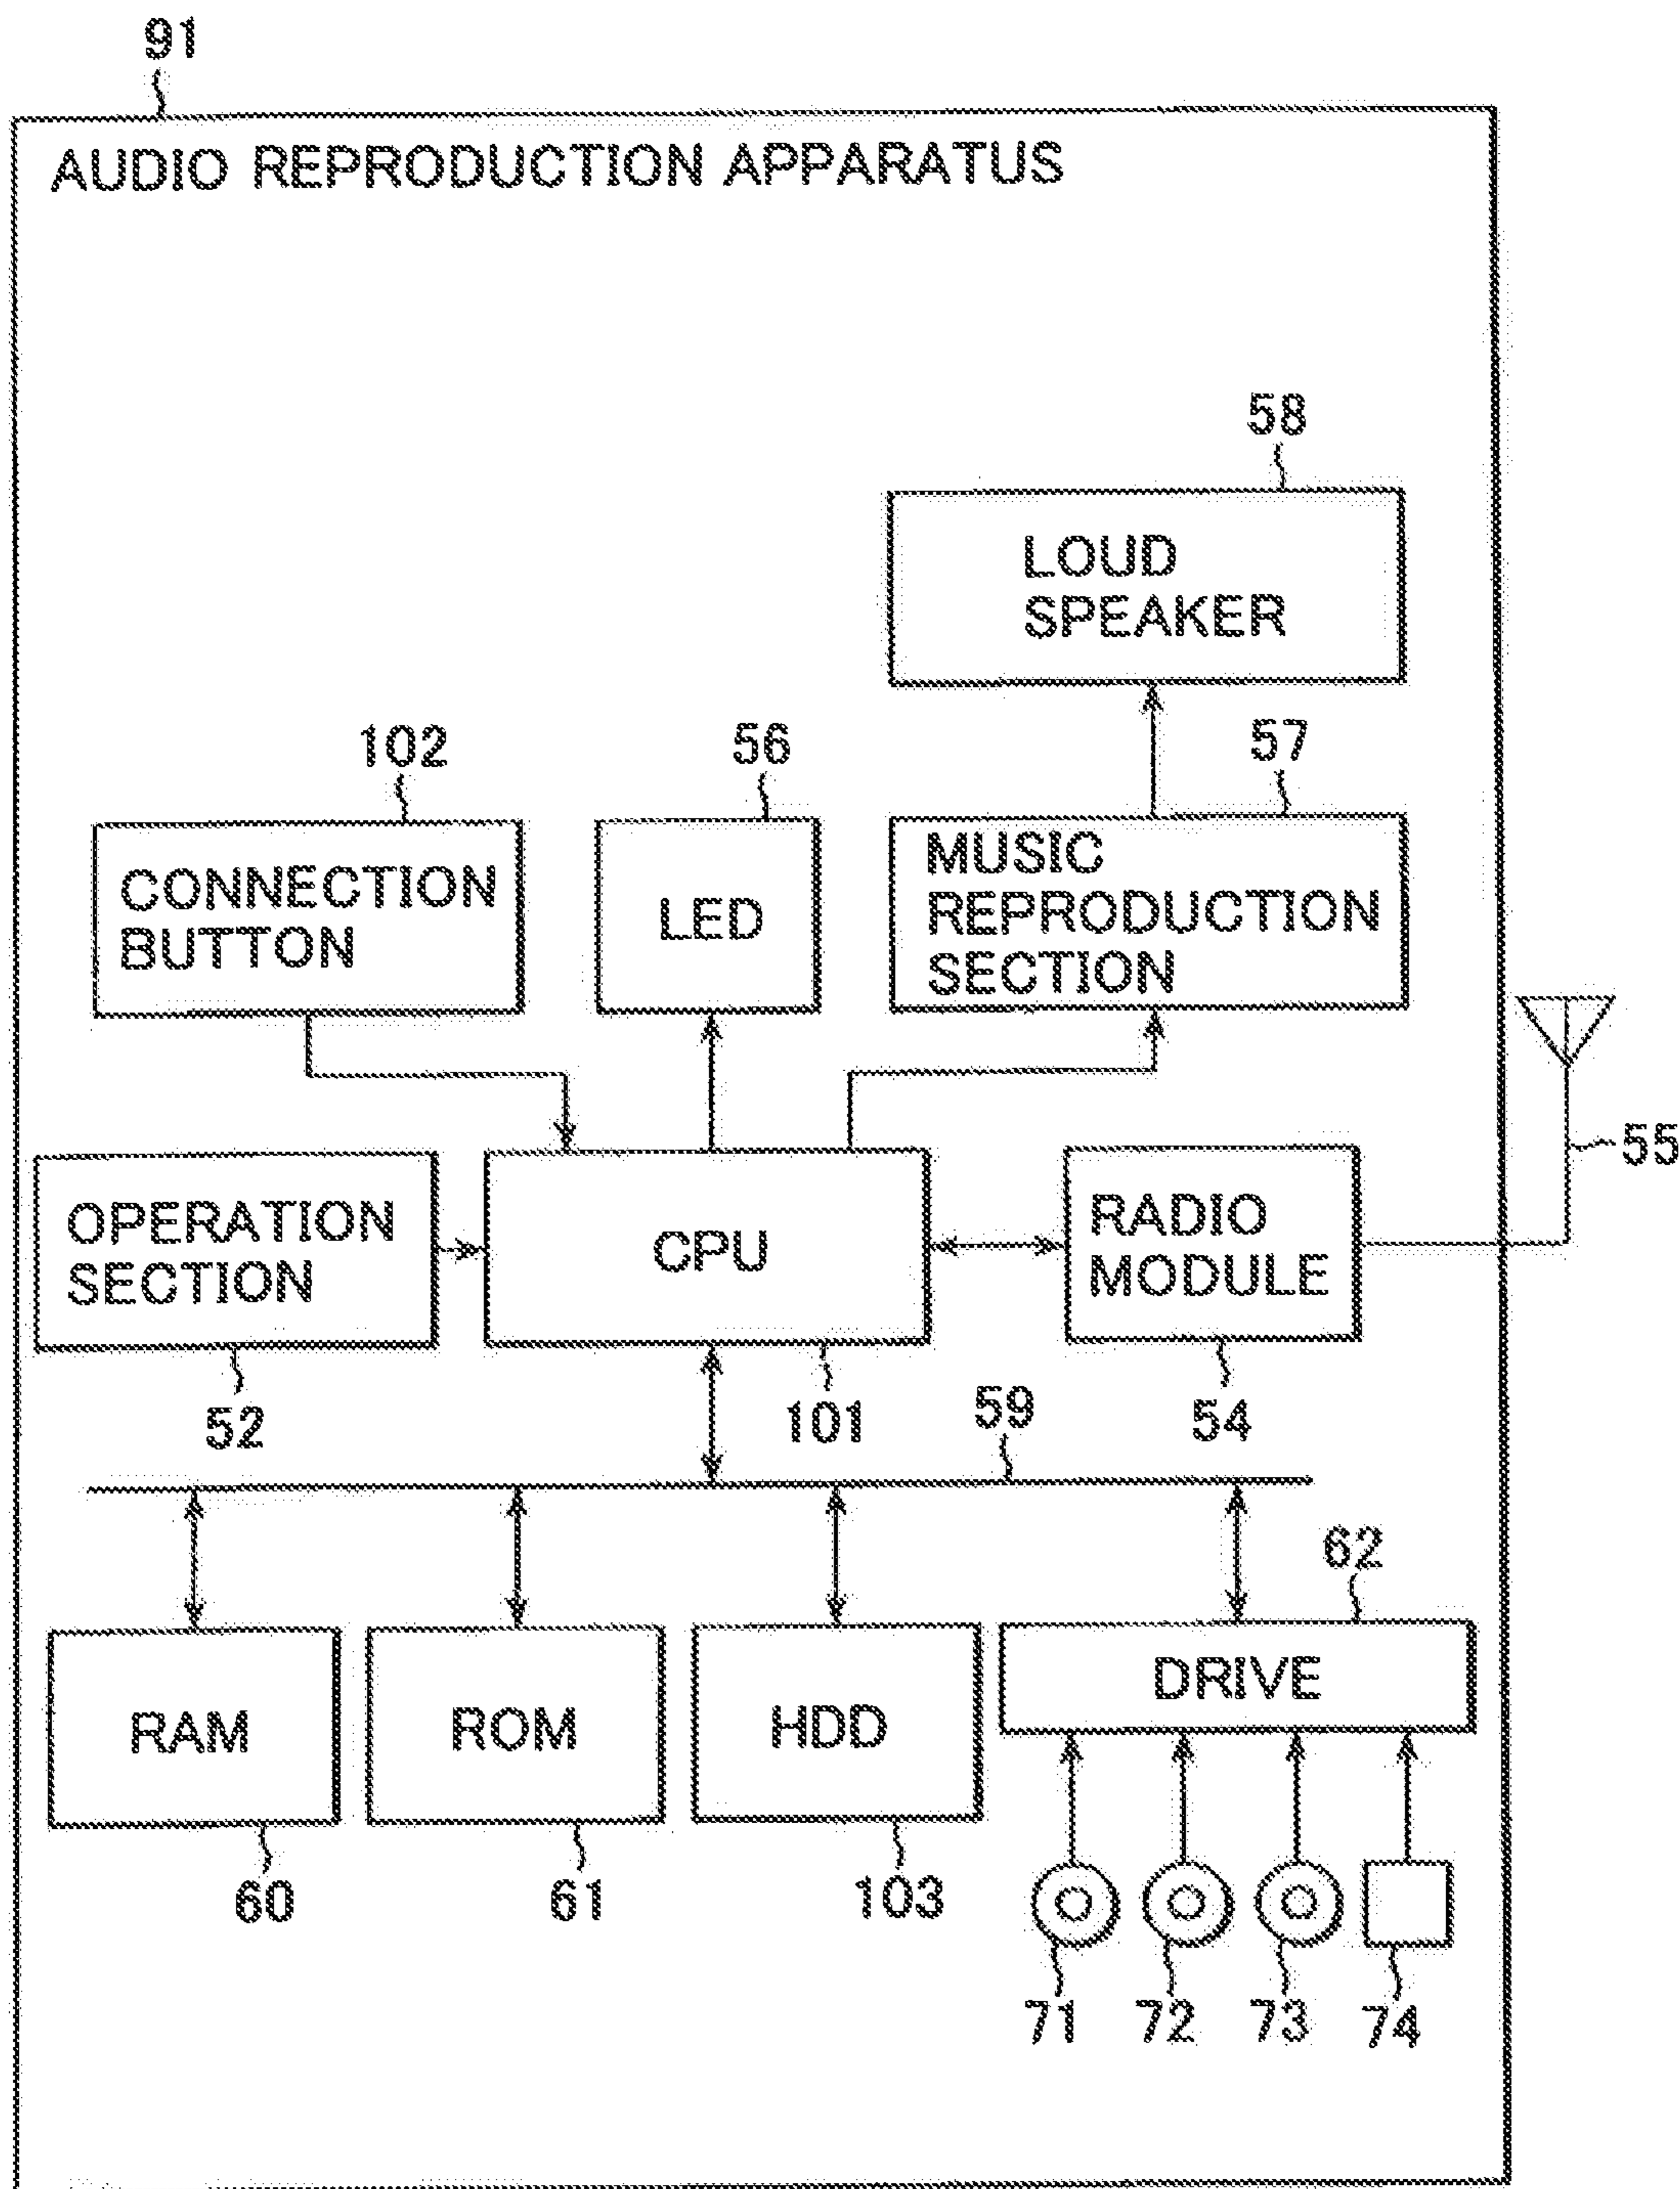 91
AUDIO REPRODUCTION APPARATUS
58
LOUD
SPEAKER
102
56
57
CONNECTION
BUTTON
LED
MUSIC
REPRODUCTION
SECTION
55
OPERATION
SECTION
CPU
RADIO
MODULE
52
101
59
54
62
RAM
ROM
HDD
DRIVE
60
61
103
71
72
73
74